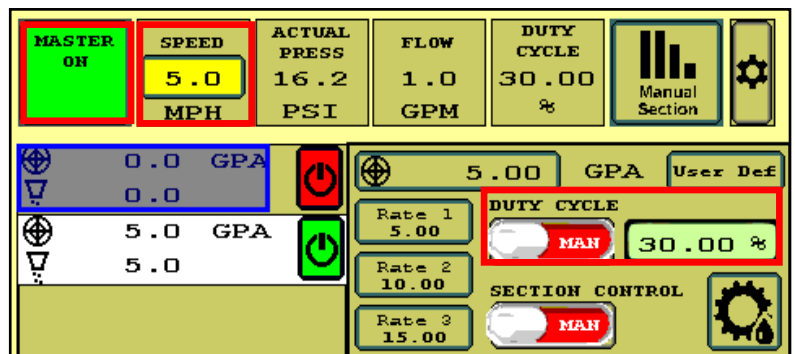 MASTER ON
SPEED
5.0
MPH
ACTUAL PRESS
16.2
PSI
FLOW
1.0
GPM
DUTY CYCLE
30.00
%
Manual Section
0.0 GPA
0.0
5.0 GPA
5.0
5.00 GPA User Def
Rate 1
5.00
Rate 2
10.00
Rate 3
15.00
DUTY CYCLE
MAN 30.00 %
SECTION CONTROL
MAN